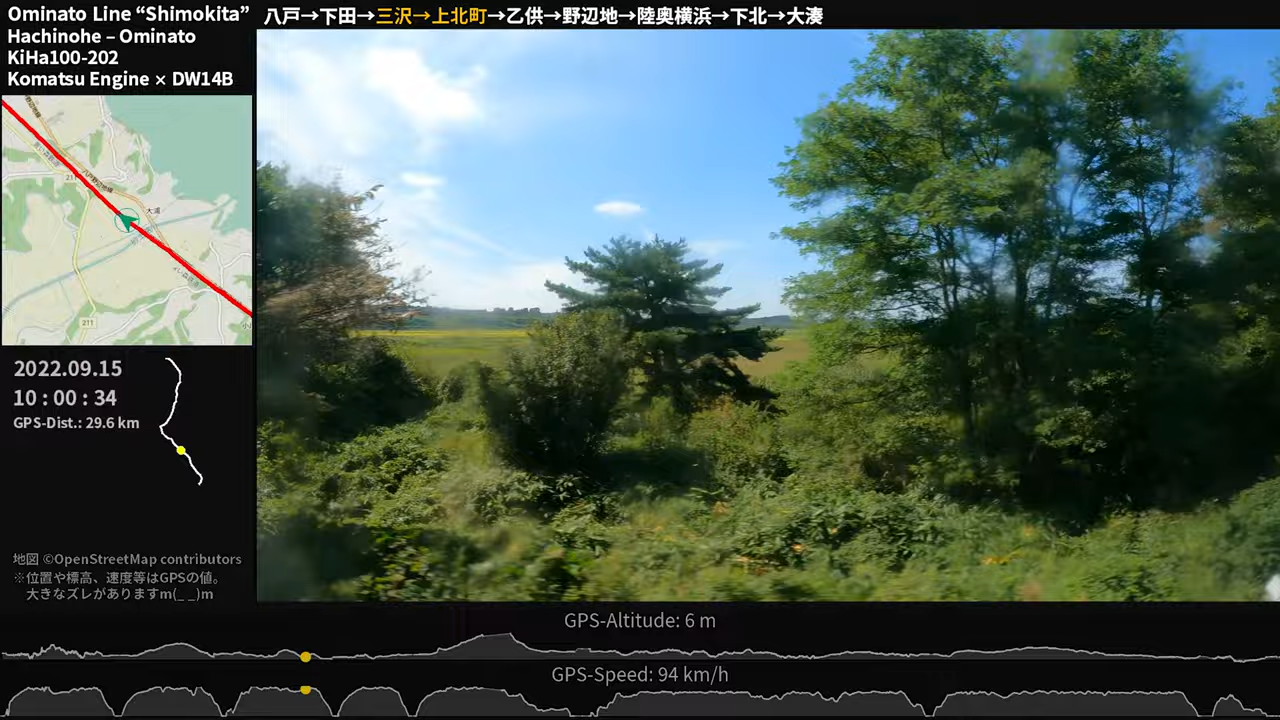 Ominato Line “Shimokita”
Hachinohe – Ominato
KiHa100-202
Komatsu Engine × DW14B
八戸→下田→三沢→上北町→乙供→野辺地→陸奥横浜→下北→大湊
大浦
211
2022.09.15
10 : 00 : 34
GPS-Dist.: 29.6 km
地図 ©OpenStreetMap contributors
※位置や標高、速度等はGPSの値。
大きなズレがありますm(_ _)m
GPS-Altitude: 6 m
GPS-Speed: 94 km/h